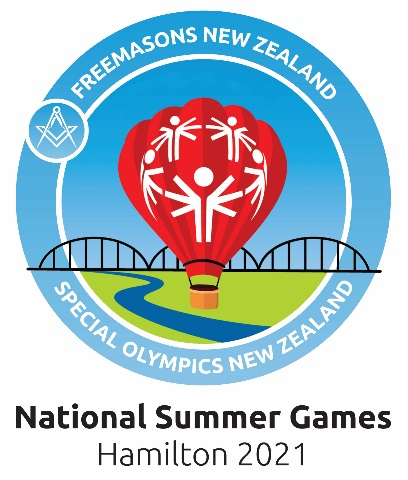 FREEMASONS NEW ZEALAND
SPECIAL OLYMPICS NEW ZEALAND
National Summer Games
Hamilton 2021